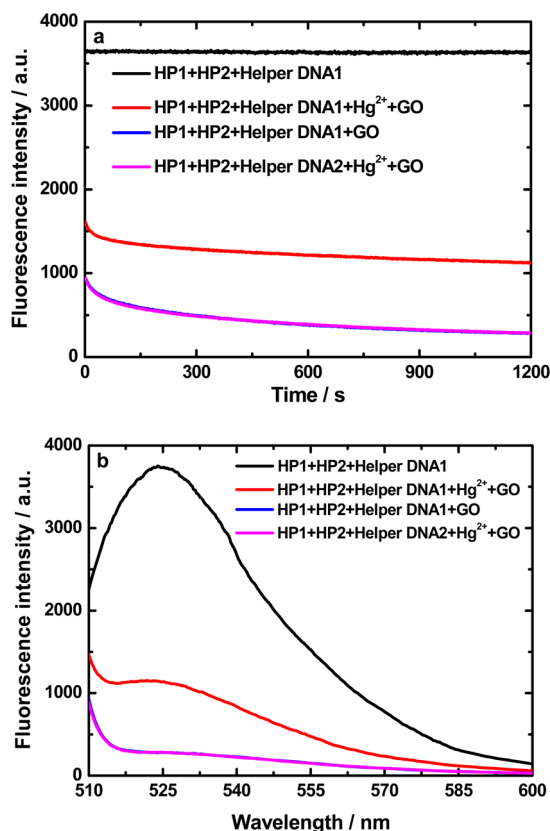 a
HP1+HP2+Helper DNA1
HP1+HP2+Helper DNA1+Hg²⁺+GO
HP1+HP2+Helper DNA1+GO
HP1+HP2+Helper DNA2+Hg²⁺+GO
Fluorescence intensity / a.u.
4000
3000
2000
1000
0
0 300 600 900 1200
Time / s
b
HP1+HP2+Helper DNA1
HP1+HP2+Helper DNA1+Hg²⁺+GO
HP1+HP2+Helper DNA1+GO
HP1+HP2+Helper DNA2+Hg²⁺+GO
Fluorescence intensity / a.u.
4000
3000
2000
1000
0
510 525 540 555 570 585 600
Wavelength / nm